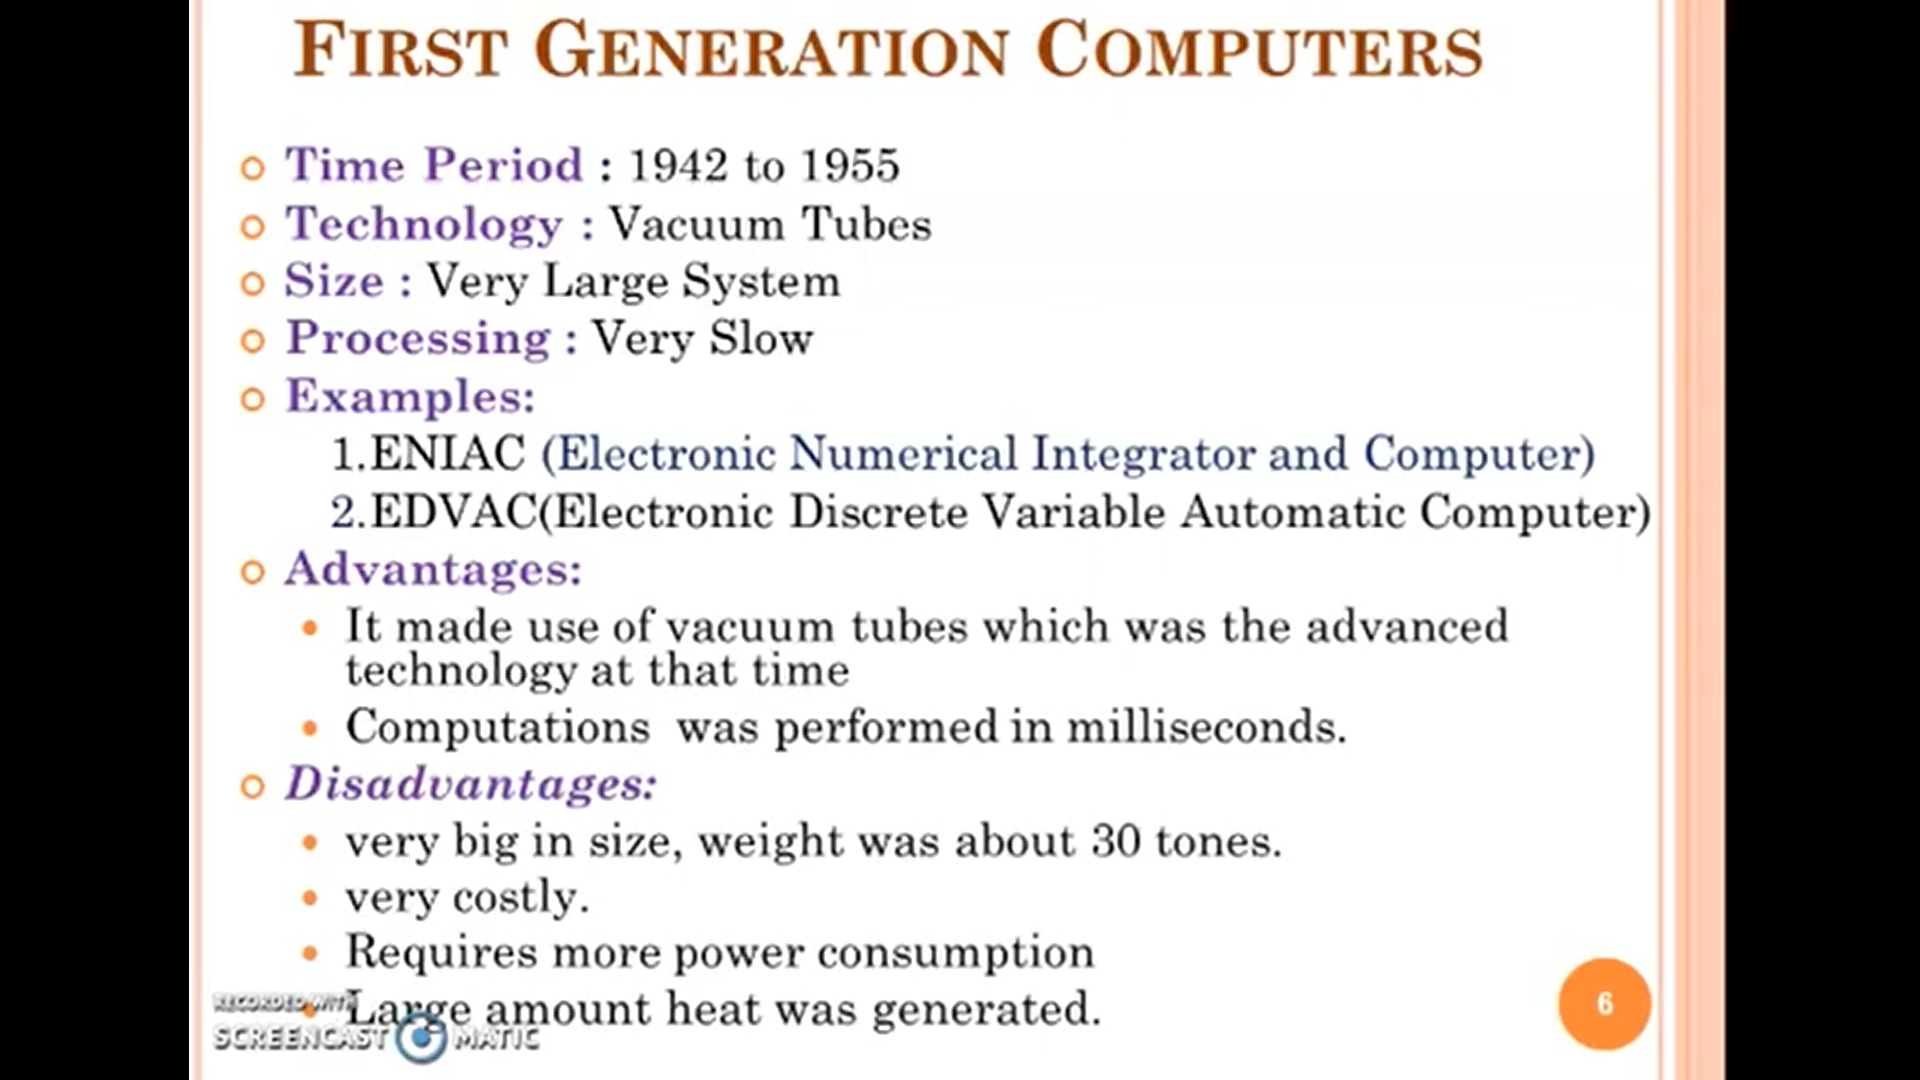 FIRST GENERATION COMPUTERS
Time Period : 1942 to 1955
Technology : Vacuum Tubes
Size : Very Large System
Processing : Very Slow
Examples:
1.ENIAC (Electronic Numerical Integrator and Computer)
2.EDVAC(Electronic Discrete Variable Automatic Computer)
Advantages:
It made use of vacuum tubes which was the advanced
technology at that time
Computations was performed in milliseconds.
Disadvantages:
very big in size, weight was about 30 tones.
very costly.
Requires more power consumption
Large amount heat was generated.
6
RECORDED WITH
SCREENCAST MATIC